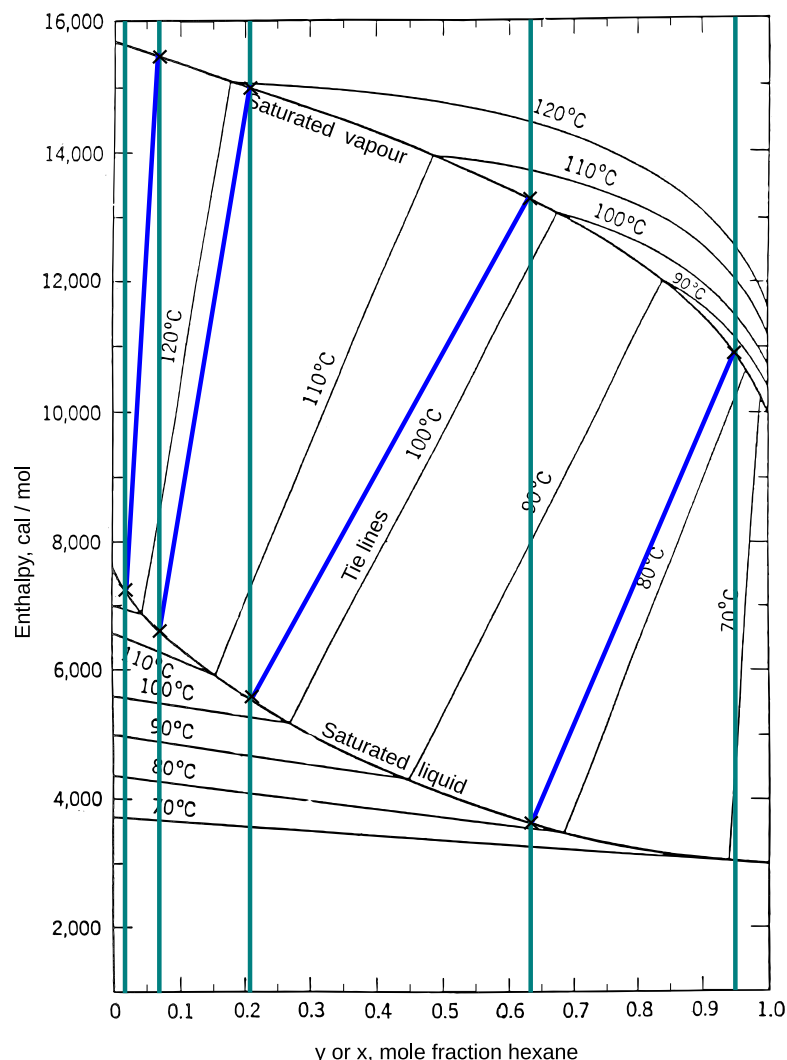 16,000
14,000
12,000
10,000
8,000
6,000
4,000
2,000
Enthalpy, cal / mol
Saturated vapour
120°C
110°C
100°C
90°C
120°C
110°C
100°C
Tie lines
90°C
80°C
70°C
110°C
100°C
90°C
80°C
70°C
Saturated liquid
0 0.1 0.2 0.3 0.4 0.5 0.6 0.7 0.8 0.9 1.0
y or x, mole fraction hexane